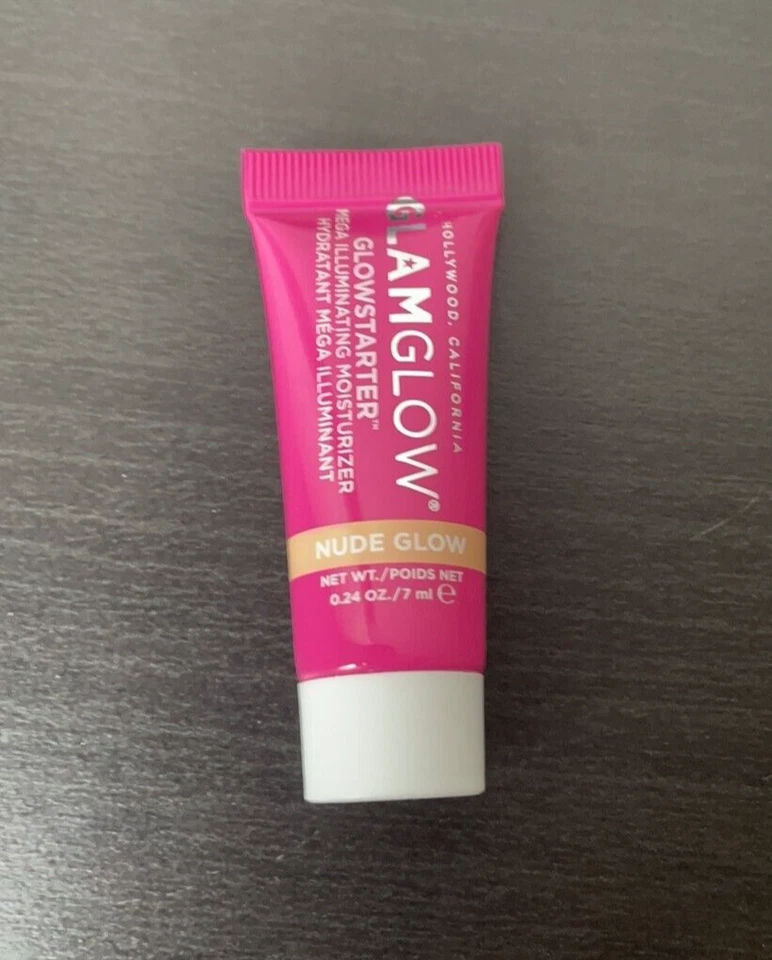 HOLLYWOOD, CALIFORNIA
GLAMGLOW®
GLOWSTARTER™
MEGA ILLUMINATING MOISTURIZER
HYDRATANT MÉGA ILLUMINANT
NUDE GLOW
NET WT./POIDS NET
0.24 OZ./7 ml ℮